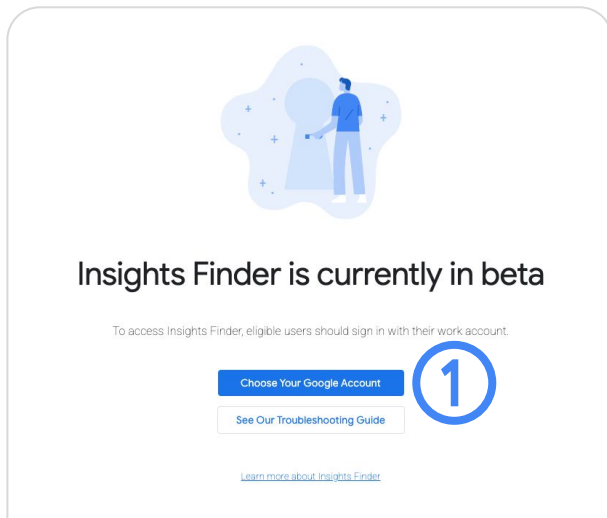 Insights Finder is currently in beta
To access Insights Finder, eligible users should sign in with their work account.
Choose Your Google Account
1
See Our Troubleshooting Guide
Learn more about Insights Finder